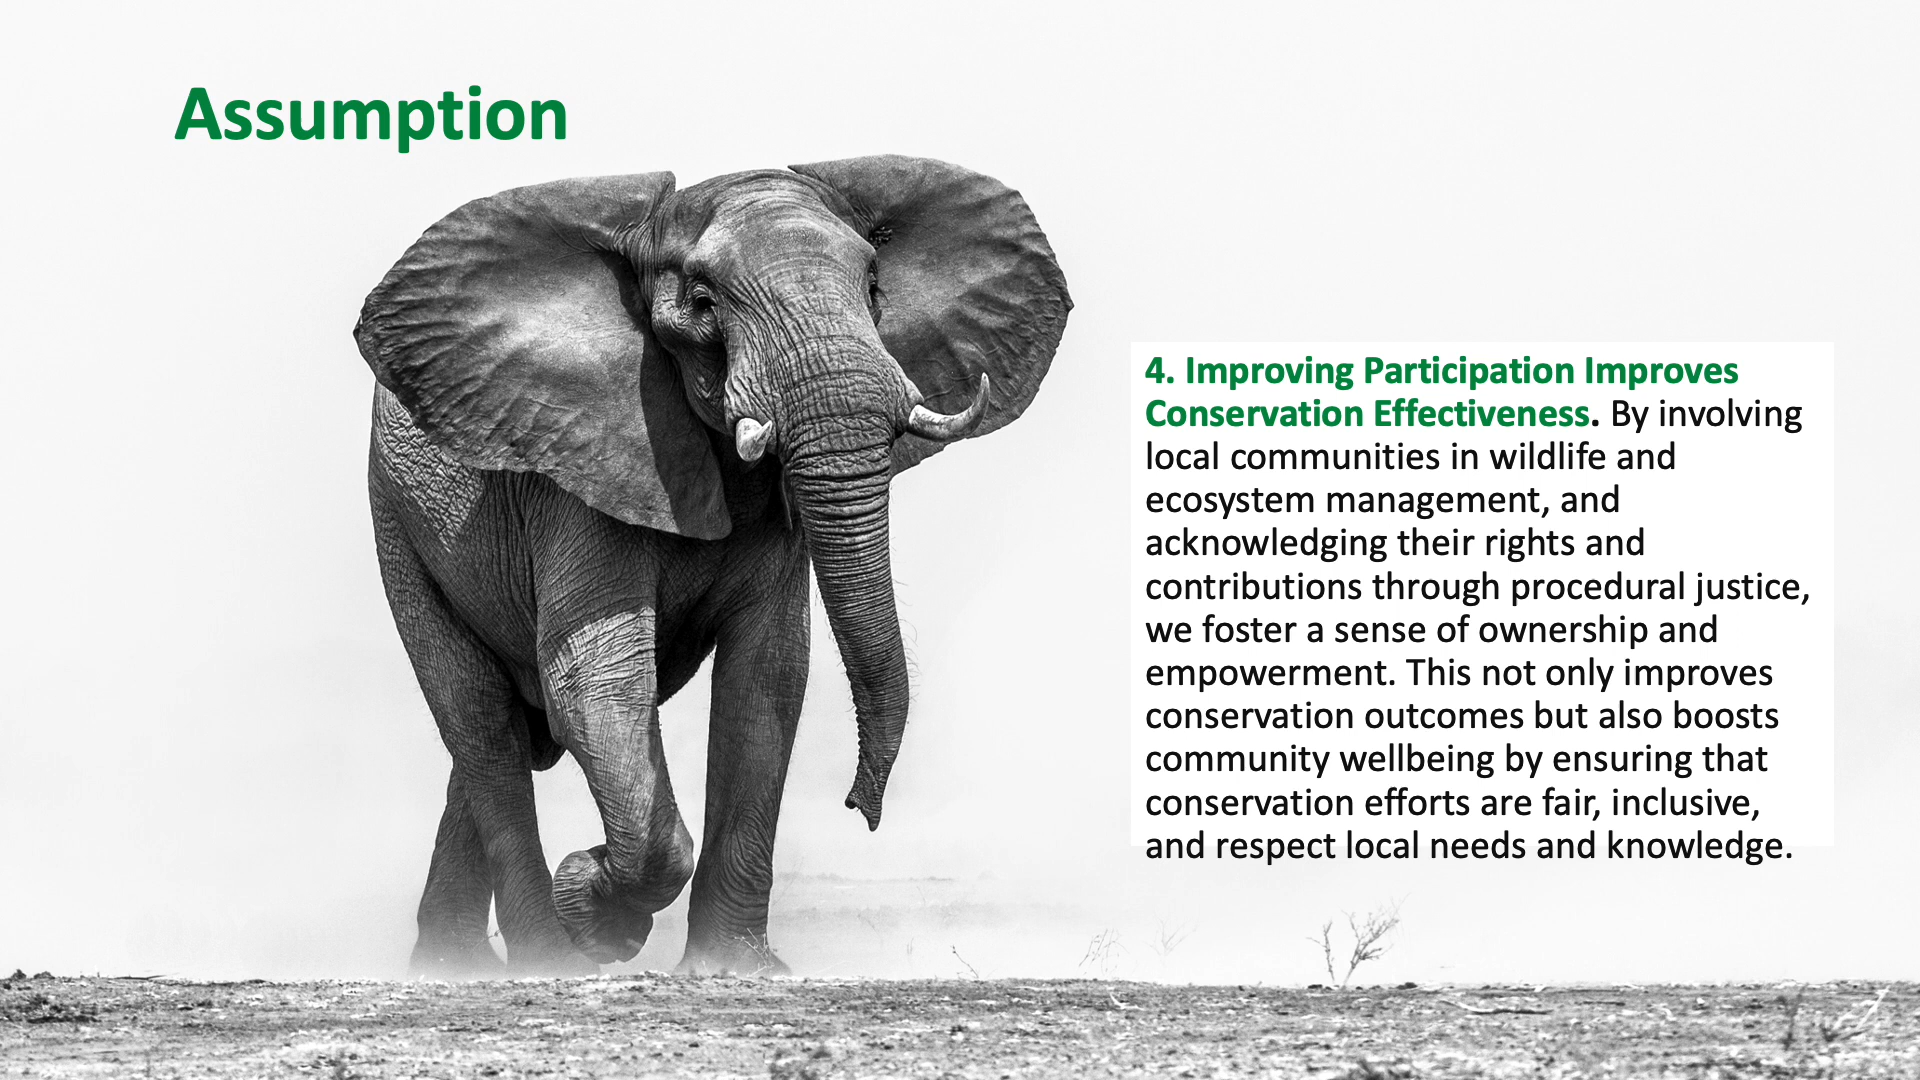 Assumption
4. Improving Participation Improves
Conservation Effectiveness. By involving
local communities in wildlife and
ecosystem management, and
acknowledging their rights and
contributions through procedural justice,
we foster a sense of ownership and
empowerment. This not only improves
conservation outcomes but also boosts
community wellbeing by ensuring that
conservation efforts are fair, inclusive,
and respect local needs and knowledge.